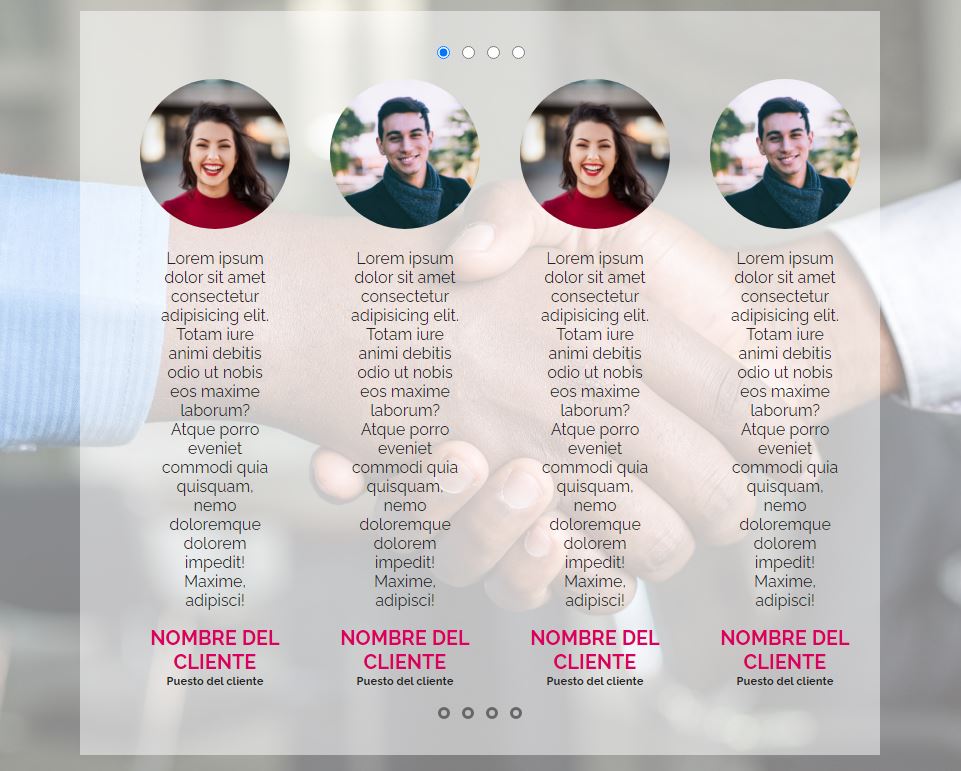 Lorem ipsum
dolor sit amet
consectetur
adipisicing elit.
Totam iure
animi debitis
odio ut nobis
eos maxime
laborum?
Atque porro
eveniet
commodi quia
quisquam,
nemo
doloremque
dolorem
impedit!
Maxime,
adipisci!
NOMBRE DEL
CLIENTE
Puesto del cliente
Lorem ipsum
dolor sit amet
consectetur
adipisicing elit.
Totam iure
animi debitis
odio ut nobis
eos maxime
laborum?
Atque porro
eveniet
commodi quia
quisquam,
nemo
doloremque
dolorem
impedit!
Maxime,
adipisci!
NOMBRE DEL
CLIENTE
Puesto del cliente
Lorem ipsum
dolor sit amet
consectetur
adipisicing elit.
Totam iure
animi debitis
odio ut nobis
eos maxime
laborum?
Atque porro
eveniet
commodi quia
quisquam,
nemo
doloremque
dolorem
impedit!
Maxime,
adipisci!
NOMBRE DEL
CLIENTE
Puesto del cliente
Lorem ipsum
dolor sit amet
consectetur
adipisicing elit.
Totam iure
animi debitis
odio ut nobis
eos maxime
laborum?
Atque porro
eveniet
commodi quia
quisquam,
nemo
doloremque
dolorem
impedit!
Maxime,
adipisci!
NOMBRE DEL
CLIENTE
Puesto del cliente